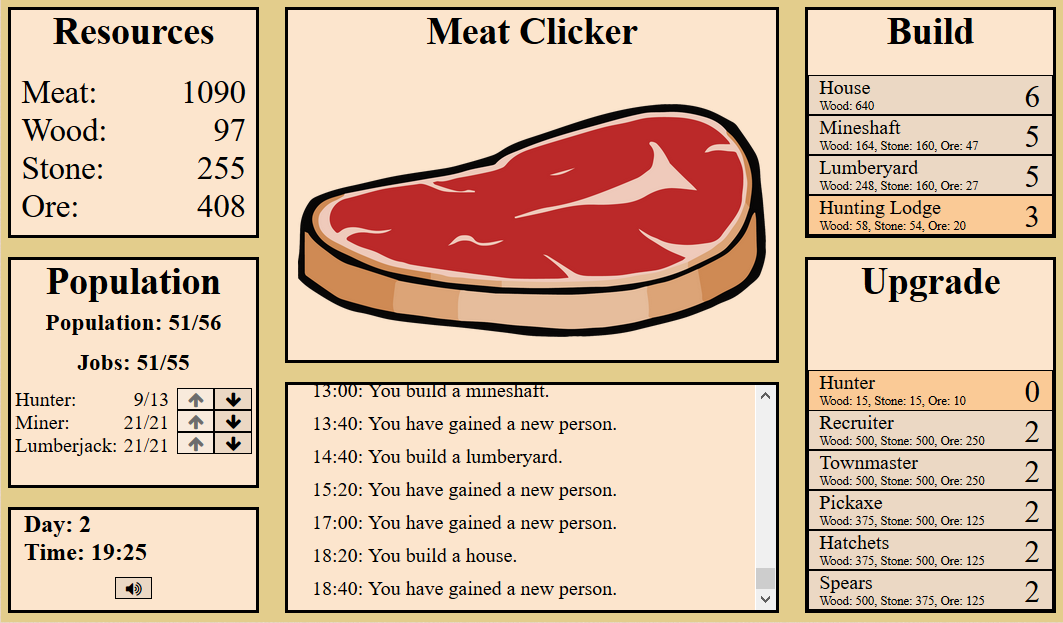 Resources
Meat: 1090
Wood: 97
Stone: 255
Ore: 408
Population
Population: 51/56
Jobs: 51/55
Hunter: 9/13
Miner: 21/21
Lumberjack: 21/21
Day: 2
Time: 19:25
Meat Clicker
13:00: You build a mineshaft.
13:40: You have gained a new person.
14:40: You build a lumberyard.
15:20: You have gained a new person.
17:00: You have gained a new person.
18:20: You build a house.
18:40: You have gained a new person.
Build
House 6
Wood: 640
Mineshaft 5
Wood: 164, Stone: 160, Ore: 47
Lumberyard 5
Wood: 248, Stone: 160, Ore: 27
Hunting Lodge 3
Wood: 58, Stone: 54, Ore: 20
Upgrade
Hunter 0
Wood: 15, Stone: 15, Ore: 10
Recruiter 2
Wood: 500, Stone: 500, Ore: 250
Townmaster 2
Wood: 500, Stone: 500, Ore: 250
Pickaxe 2
Wood: 375, Stone: 500, Ore: 125
Hatchets 2
Wood: 375, Stone: 500, Ore: 125
Spears 2
Wood: 500, Stone: 375, Ore: 125